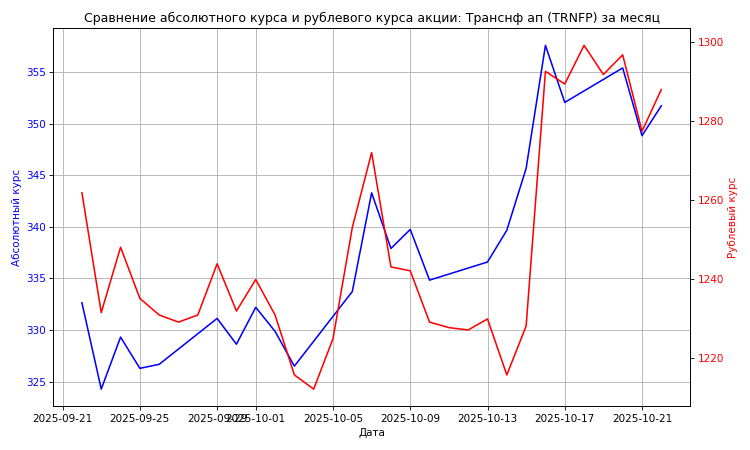 Сравнение абсолютного курса и рублевого курса акции: Транснф ап (TRNFP) за месяц
Абсолютный курс
355
350
345
340
335
330
325
1300
1280
1260
1240
1220
Рублевый курс
2025-09-21 2025-09-25 2025-09-29 2025-10-01 2025-10-05 2025-10-09 2025-10-13 2025-10-17 2025-10-21
Дата